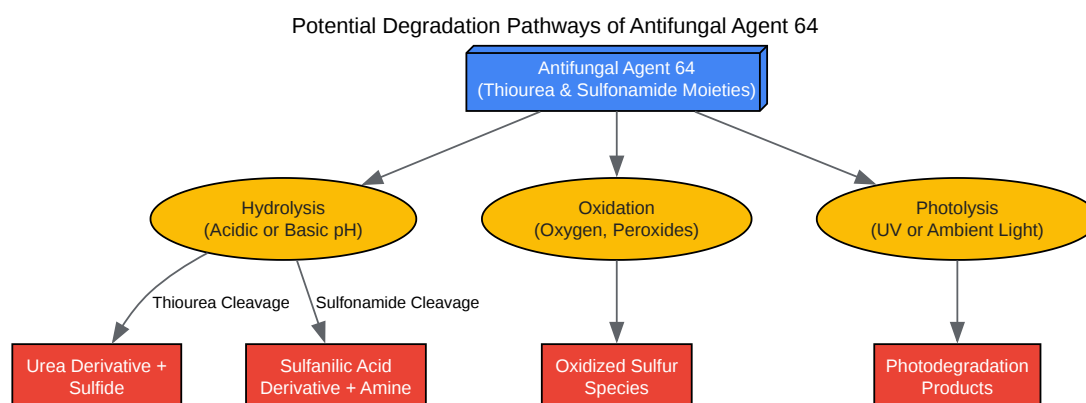 Potential Degradation Pathways of Antifungal Agent 64
Antifungal Agent 64
(Thiourea & Sulfonamide Moieties)
Hydrolysis
(Acidic or Basic pH)
Oxidation
(Oxygen, Peroxides)
Photolysis
(UV or Ambient Light)
Thiourea Cleavage
Sulfonamide Cleavage
Urea Derivative +
Sulfide
Sulfanilic Acid
Derivative + Amine
Oxidized Sulfur
Species
Photodegradation
Products